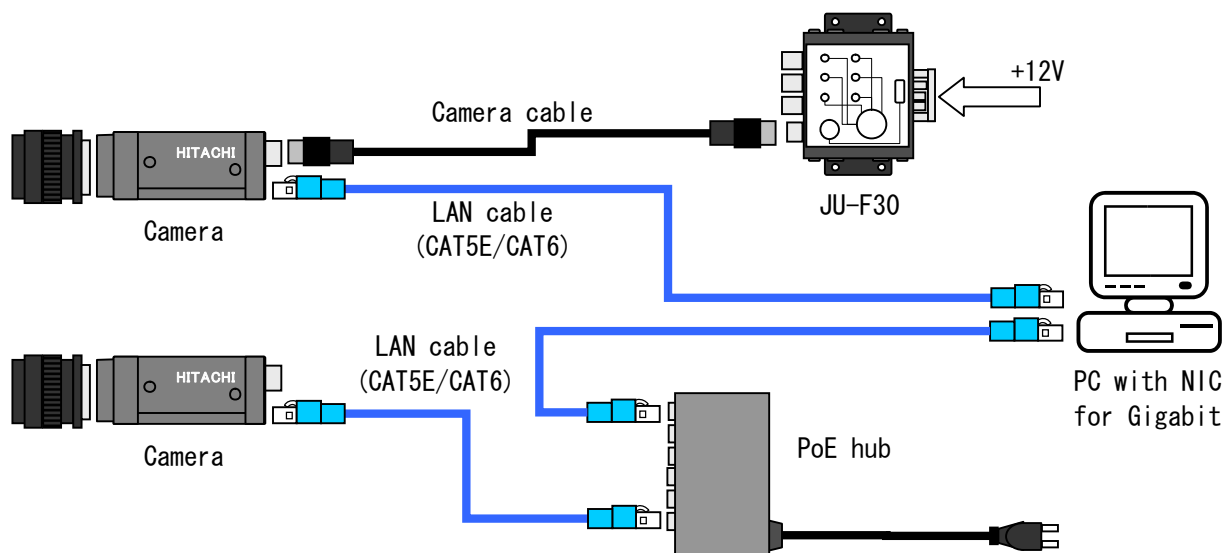 +12V
Camera cable
HITACHI
JU-F30
Camera
LAN cable
(CAT5E/CAT6)
LAN cable
(CAT5E/CAT6)
HITACHI
PC with NIC
for Gigabit
Camera
PoE hub